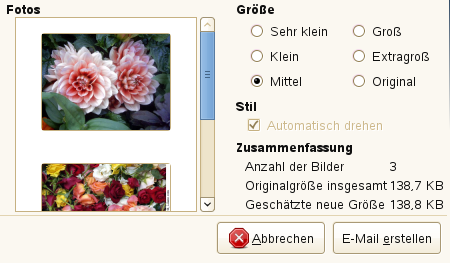 Fotos
Größe
Sehr klein
Groß
Klein
Extragroß
Mittel
Original
Stil
Automatisch drehen
Zusammenfassung
Anzahl der Bilder 3
Originalgröße insgesamt 138,7 KB
Geschätzte neue Größe 138,8 KB
Abbrechen
E-Mail erstellen